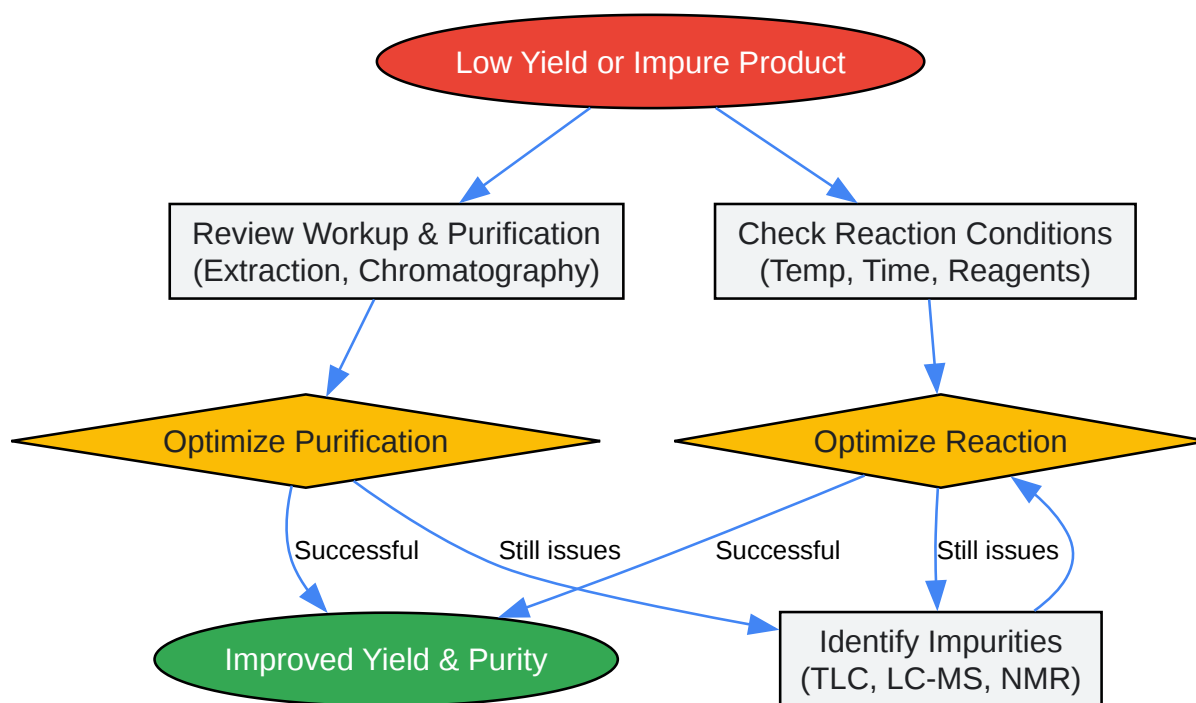 Low Yield or Impure Product
Review Workup & Purification
(Extraction, Chromatography)
Check Reaction Conditions
(Temp, Time, Reagents)
Optimize Purification
Optimize Reaction
Successful
Still issues
Successful
Still issues
Improved Yield & Purity
Identify Impurities
(TLC, LC-MS, NMR)